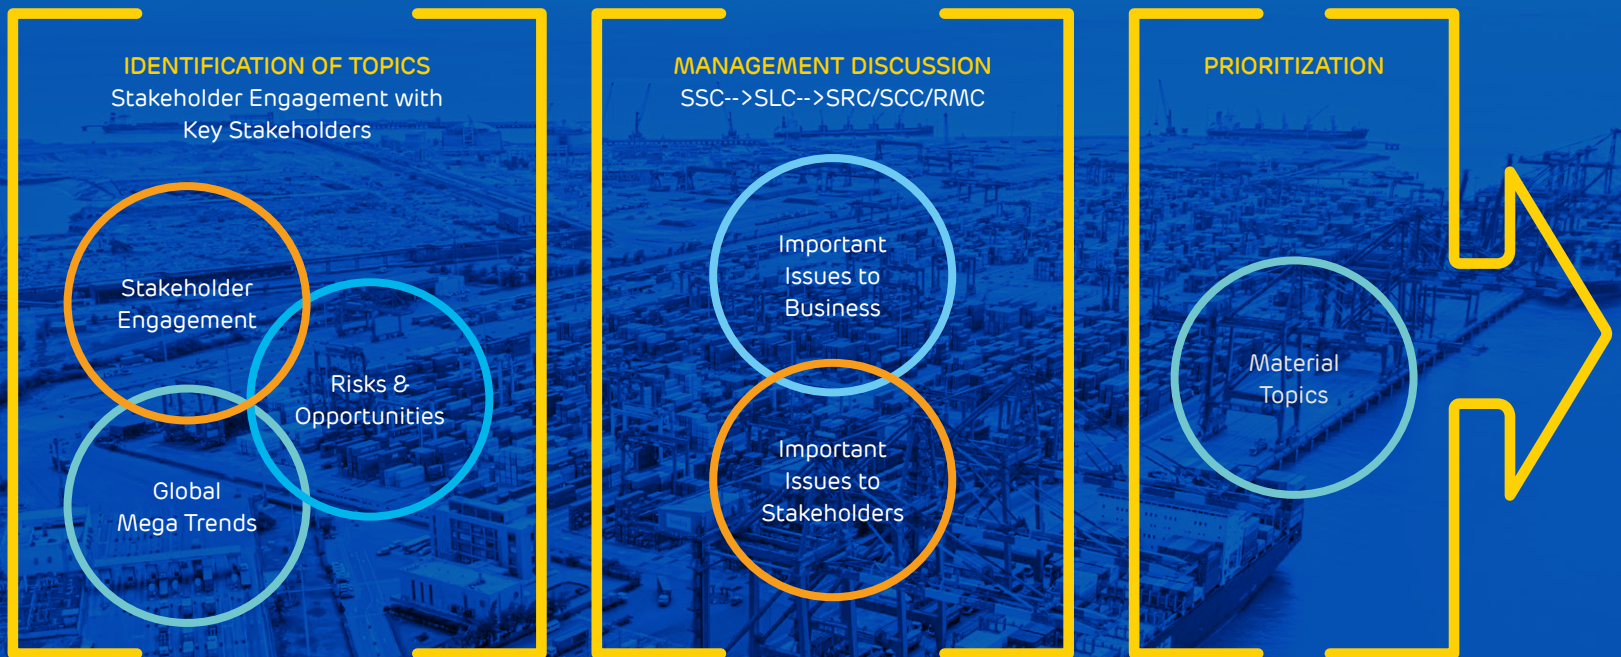 IDENTIFICATION OF TOPICS
Stakeholder Engagement with
Key Stakeholders
Stakeholder
Engagement
Risks &
Opportunities
Global
Mega Trends
MANAGEMENT DISCUSSION
SSC-->SLC-->SRC/SCC/RMC
Important
Issues to
Business
Important
Issues to
Stakeholders
PRIORITIZATION
Material
Topics